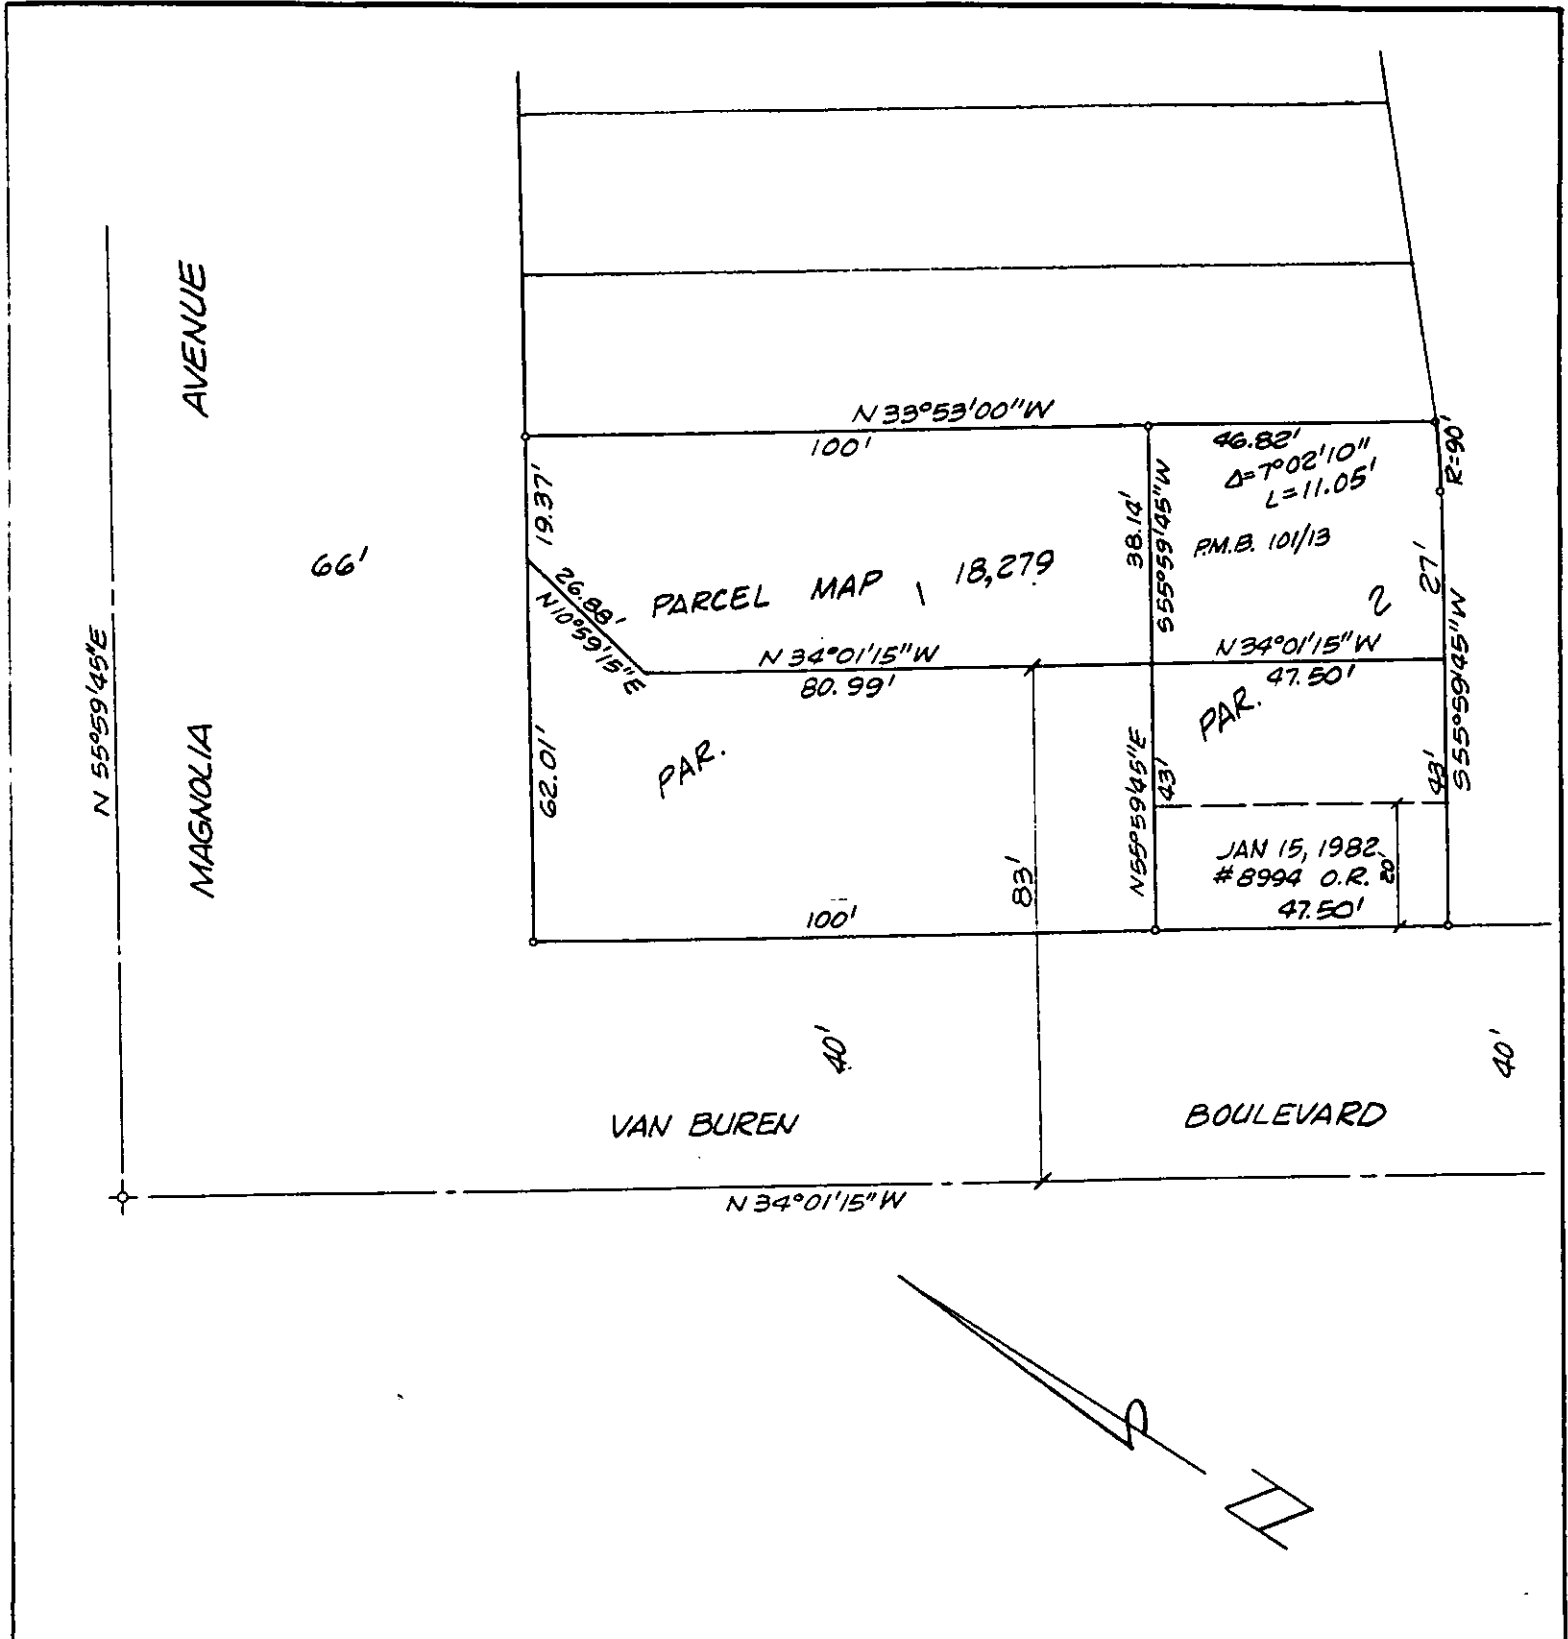 AVENUE
MAGNOLIA
N 55°59'45"E
66'
N 33°53'00"W
100'
46.82'
Δ=7°02'10"
L=11.05'
19.37'
38.14'
S55°59'45"W
P.M.B. 101/13
27'
26.88'
N10°59'15"E
PARCEL MAP 1 18,279
2
N 34°01'15"W
80.99'
N 34°01'15"W
47.50'
S55°59'45"W
PAR.
PAR.
62.01'
N55°59'45"E
43'
43'
JAN 15, 1982
#8994 O.R.
20'
47.50'
83'
100'
40'
40'
VAN BUREN
BOULEVARD
N 34°01'15"W
N